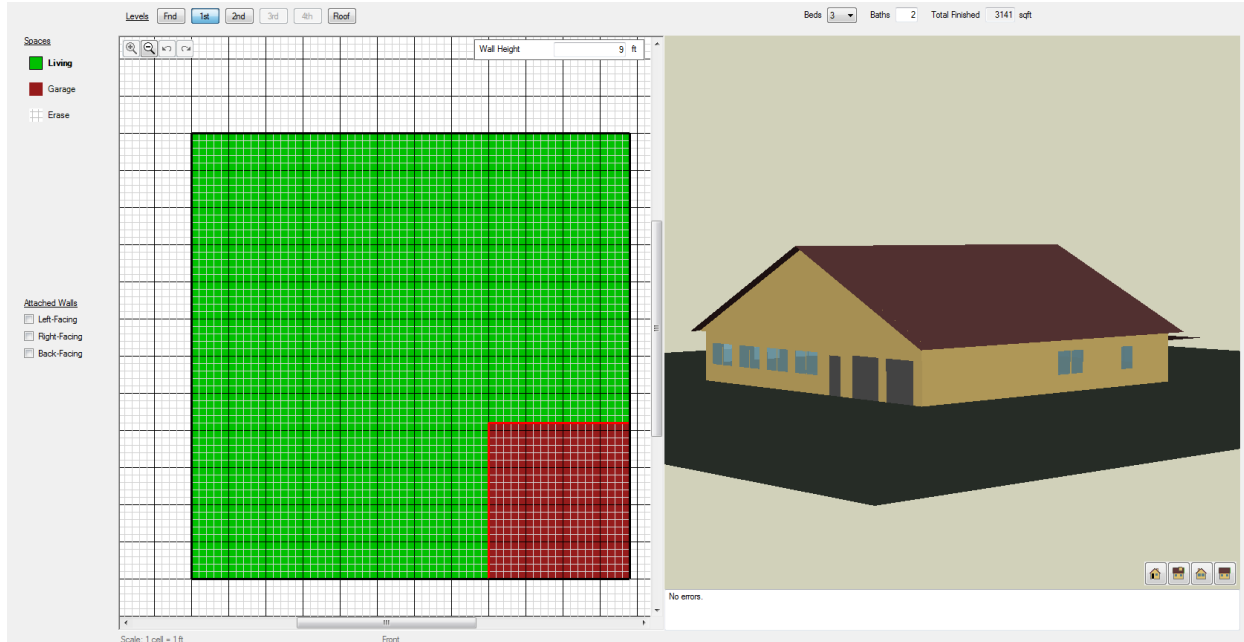 Levels Fnd 1st 2nd 3rd 4th Roof Beds 3 Baths 2 Total Finished 3141 sqft
Spaces
Living
Garage
Erase
Wall Height 9 ft
Attached Walls
Left-Facing
Right-Facing
Back-Facing
No errors.
Scale: 1 cell = 1 ft Front